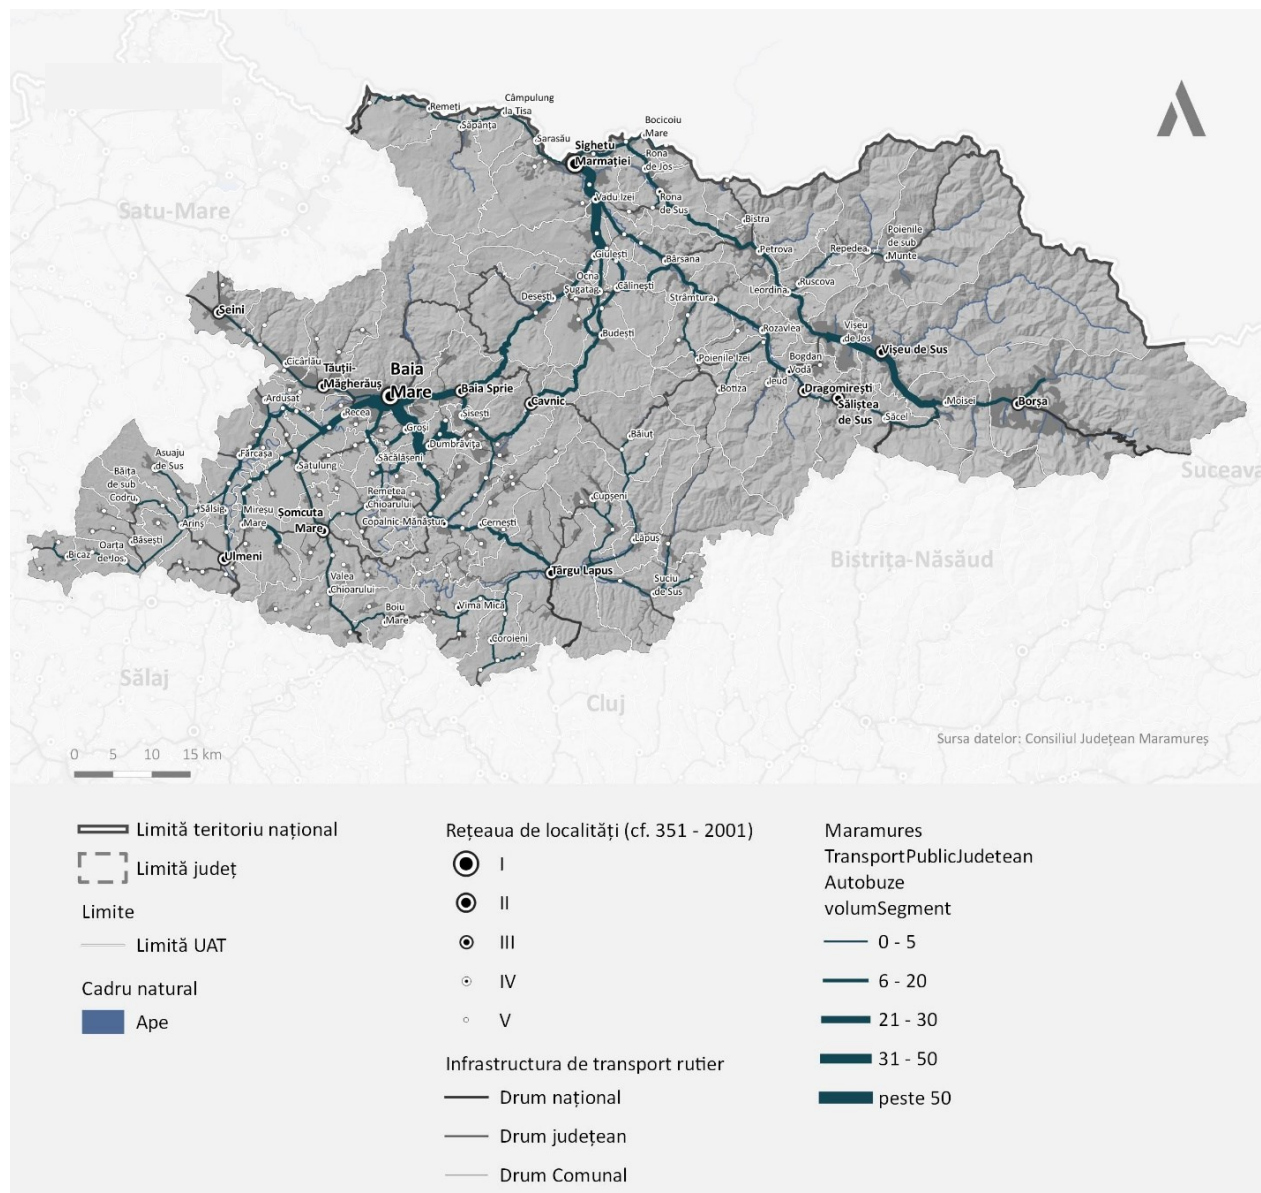 Remeți
Câmpulung
la Tisa
Săpânța
Sarasău
Bocicoiu
Mare
Sighetu
Marmației
Rona
de Jos
Vadu Izei
Rona
de Sus
Satu-Mare
Bistra
Poienile
de sub
Munte
Repedea
Petrova
Giulești
Bârsana
Ocna
Șugatag
Călinești
Ruscova
Leordina
Desești
Strâmtura
Seini
Budești
Rozavlea
Vișeu
de Jos
Vișeu de Sus
Cicârlău
Poienile Izei
Bogdan
Vodă
Tăuții-
Măgherăuș
Baia
Mare
Baia Sprie
Botiza
Ieud
Dragomirești
Ardusat
Recea
Cavnic
Săliștea
de Sus
Moisei
Borșa
Șișești
Săcel
Groși
Dumbrăvița
Băiuț
Fărcașa
Asuaju
de Sus
Săcălășeni
Satulung
Suceava
Băița
de sub
Codru
Remetea
Chioarului
Cupșeni
Sălsig
Mireșu
Mare
Șomcuta
Mare
Arinș
Copalnic-Mănăștur
Cernești
Băsești
Lăpuș
Oarța
de Jos
Bicaz
Ulmeni
Bistrița-Năsăud
Târgu Lapus
Valea
Chioarului
Suciu
de Sus
Boiu
Mare
Vima Mică
Coroieni
Sălaj
Cluj
Sursa datelor: Consiliul Județean Maramureș
0 5 10 15 km
Limită teritoriu național
Limită județ
Limite
Limită UAT
Cadru natural
Ape
Rețeaua de localități (cf. 351 - 2001)
I
II
III
IV
V
Infrastructura de transport rutier
Drum național
Drum județean
Drum Comunal
Maramures
TransportPublicJudetean
Autobuze
volumSegment
0 - 5
6 - 20
21 - 30
31 - 50
peste 50